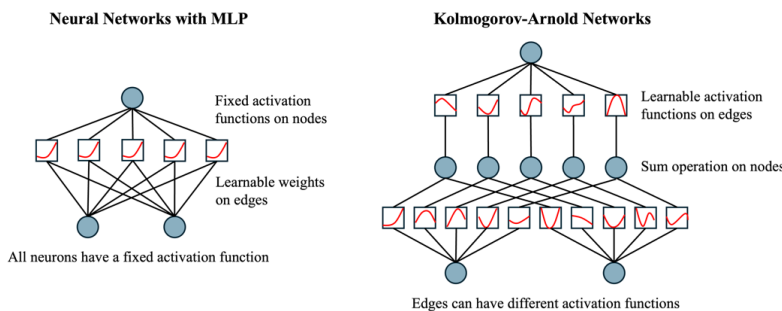 Neural Networks with MLP
Fixed activation
functions on nodes
Learnable weights
on edges
All neurons have a fixed activation function
Kolmogorov-Arnold Networks
Learnable activation
functions on edges
Sum operation on nodes
Edges can have different activation functions